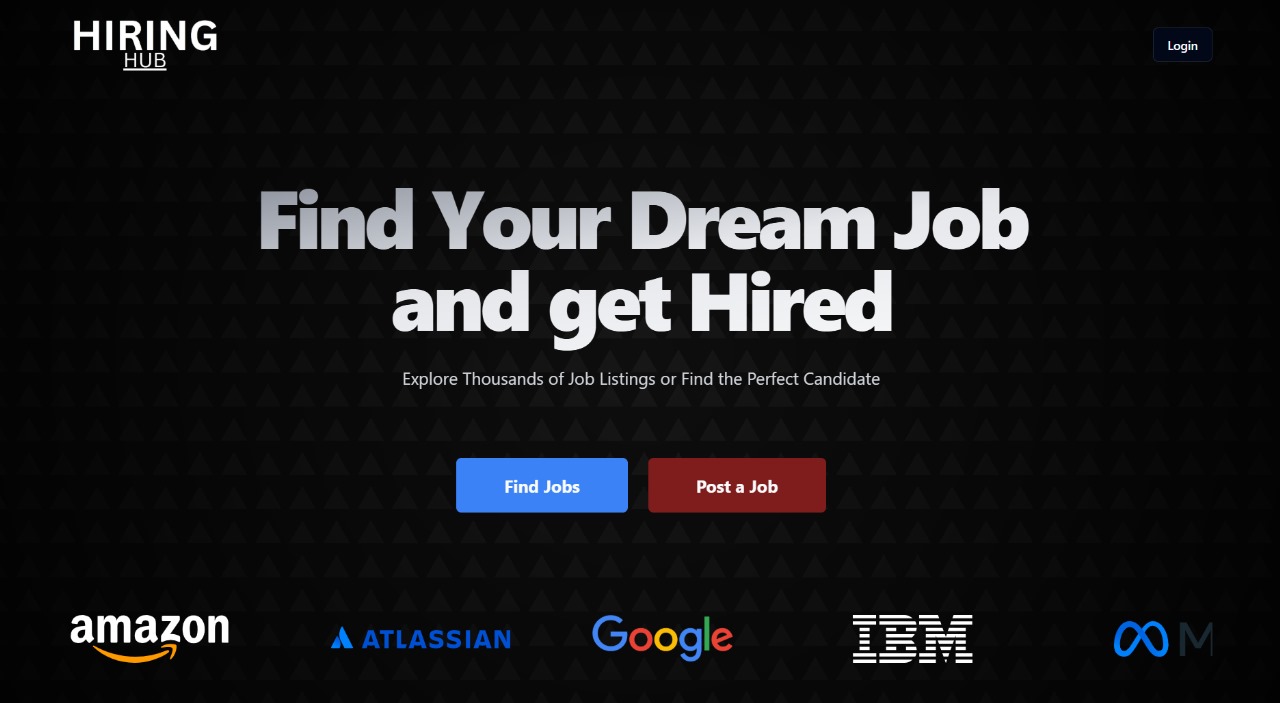 HIRING
HUB
Login
Find Your Dream Job
and get Hired
Explore Thousands of Job Listings or Find the Perfect Candidate
Find Jobs
Post a Job
amazon
ATLASSIAN
Google
IBM
M